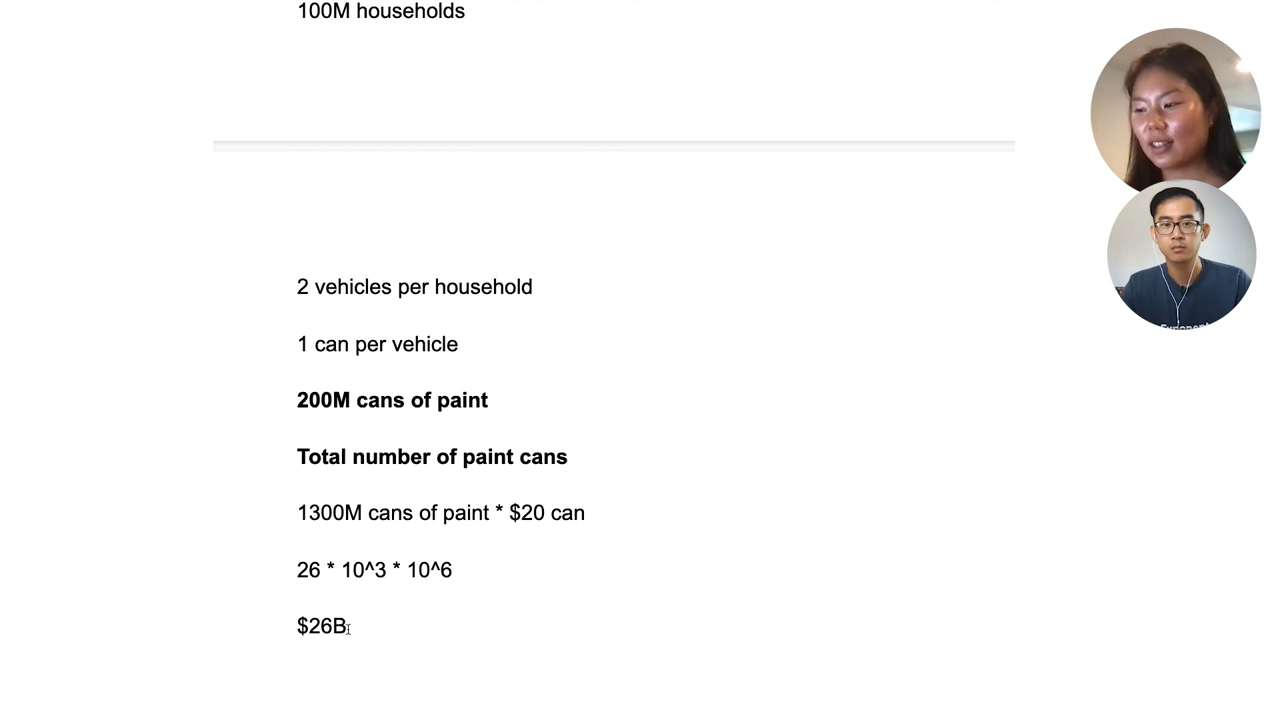 100M households
2 vehicles per household
1 can per vehicle
200M cans of paint
Total number of paint cans
1300M cans of paint * $20 can
26 * 10^3 * 10^6
$26B